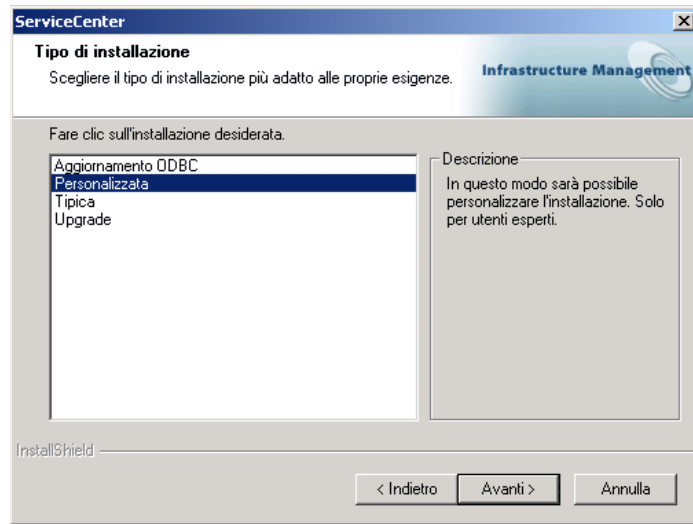 ServiceCenter
Tipo di installazione
Scegliere il tipo di installazione più adatto alle proprie esigenze.
Infrastructure Management
Fare clic sull'installazione desiderata.
Aggiornamento ODBC
Personalizzata
Tipica
Upgrade
Descrizione
In questo modo sarà possibile
personalizzare l'installazione. Solo
per utenti esperti.
InstallShield
< Indietro
Avanti >
Annulla